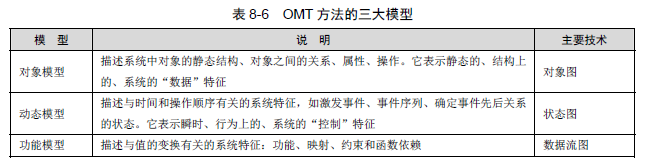 表 8-6 OMT 方法的三大模型
模 型 说 明 主要技术
对象模型 描述系统中对象的静态结构、对象之间的关系、属性、操作。它表示静态的、结构上的、系统的“数据”特征 对象图
动态模型 描述与时间和操作顺序有关的系统特征，如激发事件、事件序列、确定事件先后关系的状态。它表示瞬时、行为上的、系统的“控制”特征 状态图
功能模型 描述与值的变换有关的系统特征：功能、映射、约束和函数依赖 数据流图